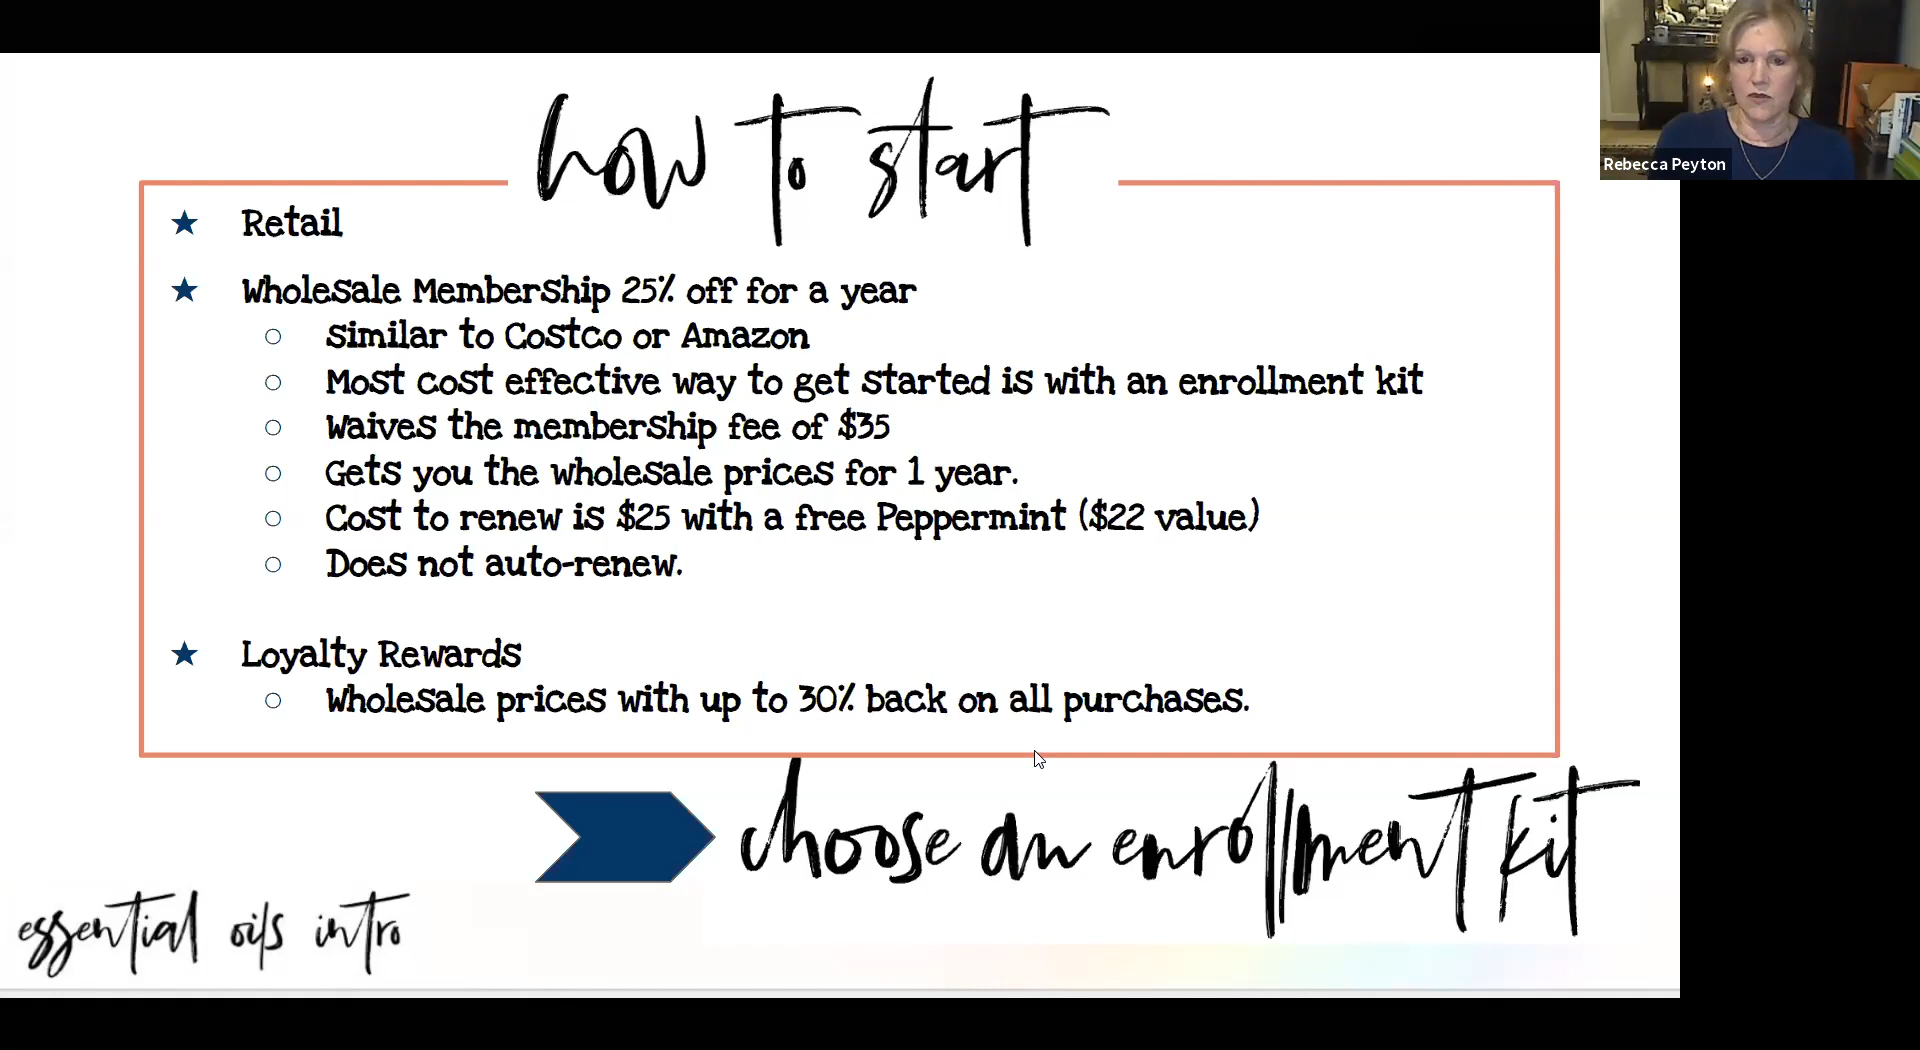 how to start
Rebecca Peyton
★ Retail
★ Wholesale Membership 25% off for a year
○ Similar to Costco or Amazon
○ Most cost effective way to get started is with an enrollment kit
○ Waives the membership fee of $35
○ Gets you the wholesale prices for 1 year.
○ Cost to renew is $25 with a free Peppermint ($22 value)
○ Does not auto-renew.
★ Loyalty Rewards
○ Wholesale prices with up to 30% back on all purchases.
choose an enrollment kit
essential oils intro